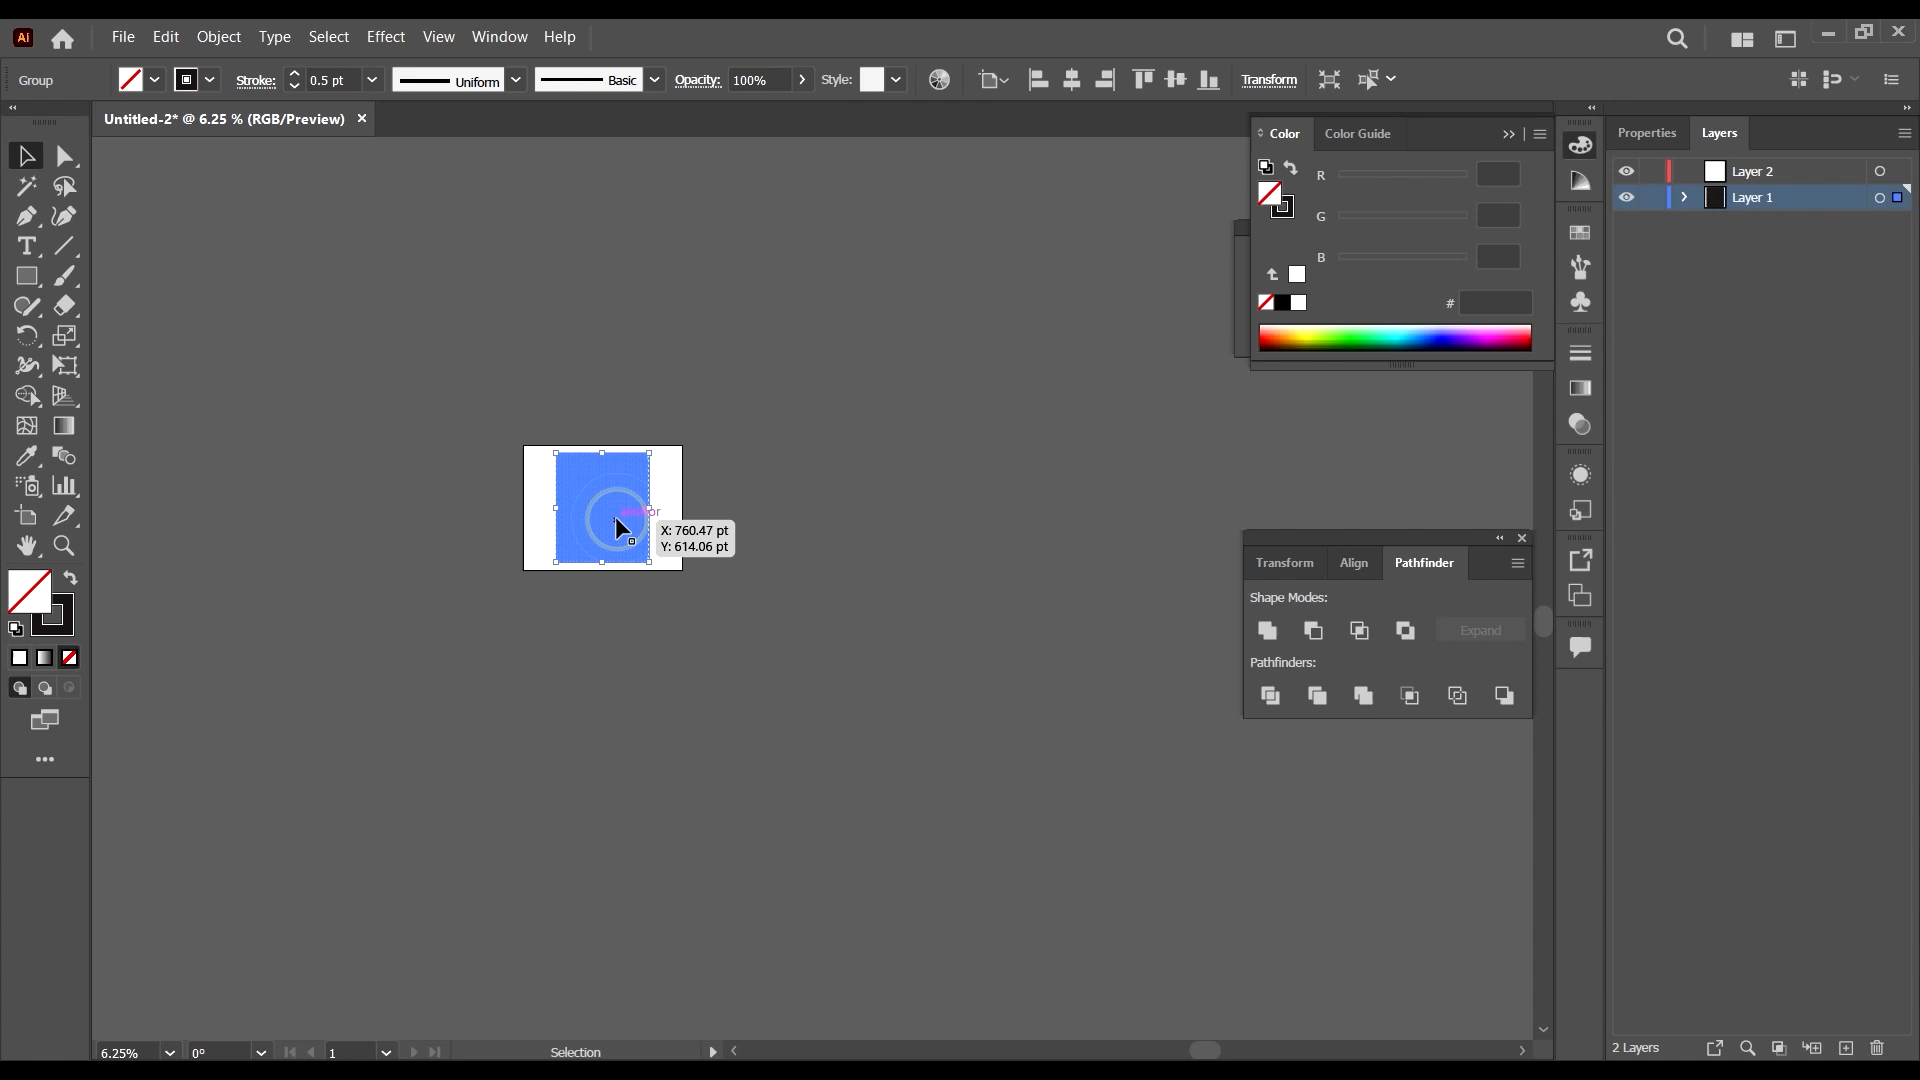 Ai File Edit Object Type Select Effect View Window Help
Group Stroke: 0.5 pt Uniform Basic Opacity: 100% Style: Transform
Untitled-2* @ 6.25 % (RGB/Preview)
Color Color Guide
R
G
B
#
Properties Layers
Layer 2
Layer 1
X: 760.47 pt
Y: 614.06 pt
Transform Align Pathfinder
Shape Modes:
Expand
Pathfinders:
6.25% 0° 1 Selection
2 Layers